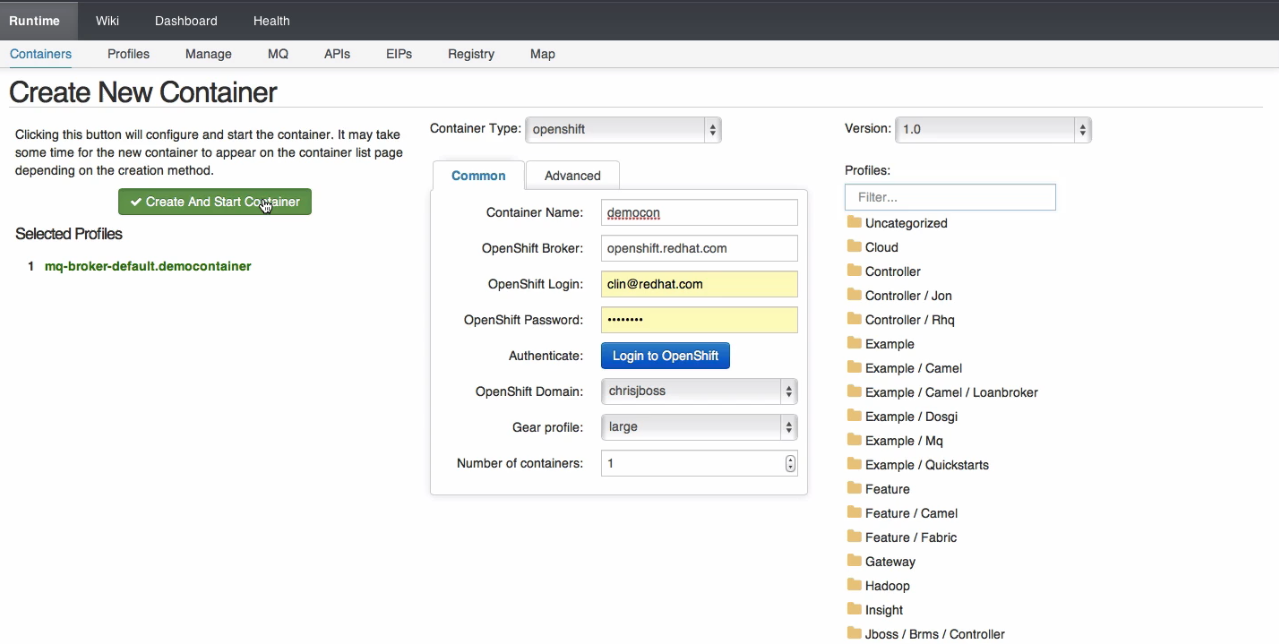 Runtime Wiki Dashboard Health
Containers Profiles Manage MQ APIs EIPs Registry Map
Create New Container
Clicking this button will configure and start the container. It may take
some time for the new container to appear on the container list page
depending on the creation method.
Create And Start Container
Selected Profiles
1 mq-broker-default.democontainer
Container Type: openshift
Common Advanced
Container Name: democon
OpenShift Broker: openshift.redhat.com
OpenShift Login: clin@redhat.com
OpenShift Password: ••••••••
Authenticate: Login to OpenShift
OpenShift Domain: chrisjboss
Gear profile: large
Number of containers: 1
Version: 1.0
Profiles:
Filter...
Uncategorized
Cloud
Controller
Controller / Jon
Controller / Rhq
Example
Example / Camel
Example / Camel / Loanbroker
Example / Dosgi
Example / Mq
Example / Quickstarts
Feature
Feature / Camel
Feature / Fabric
Gateway
Hadoop
Insight
Jboss / Brms / Controller